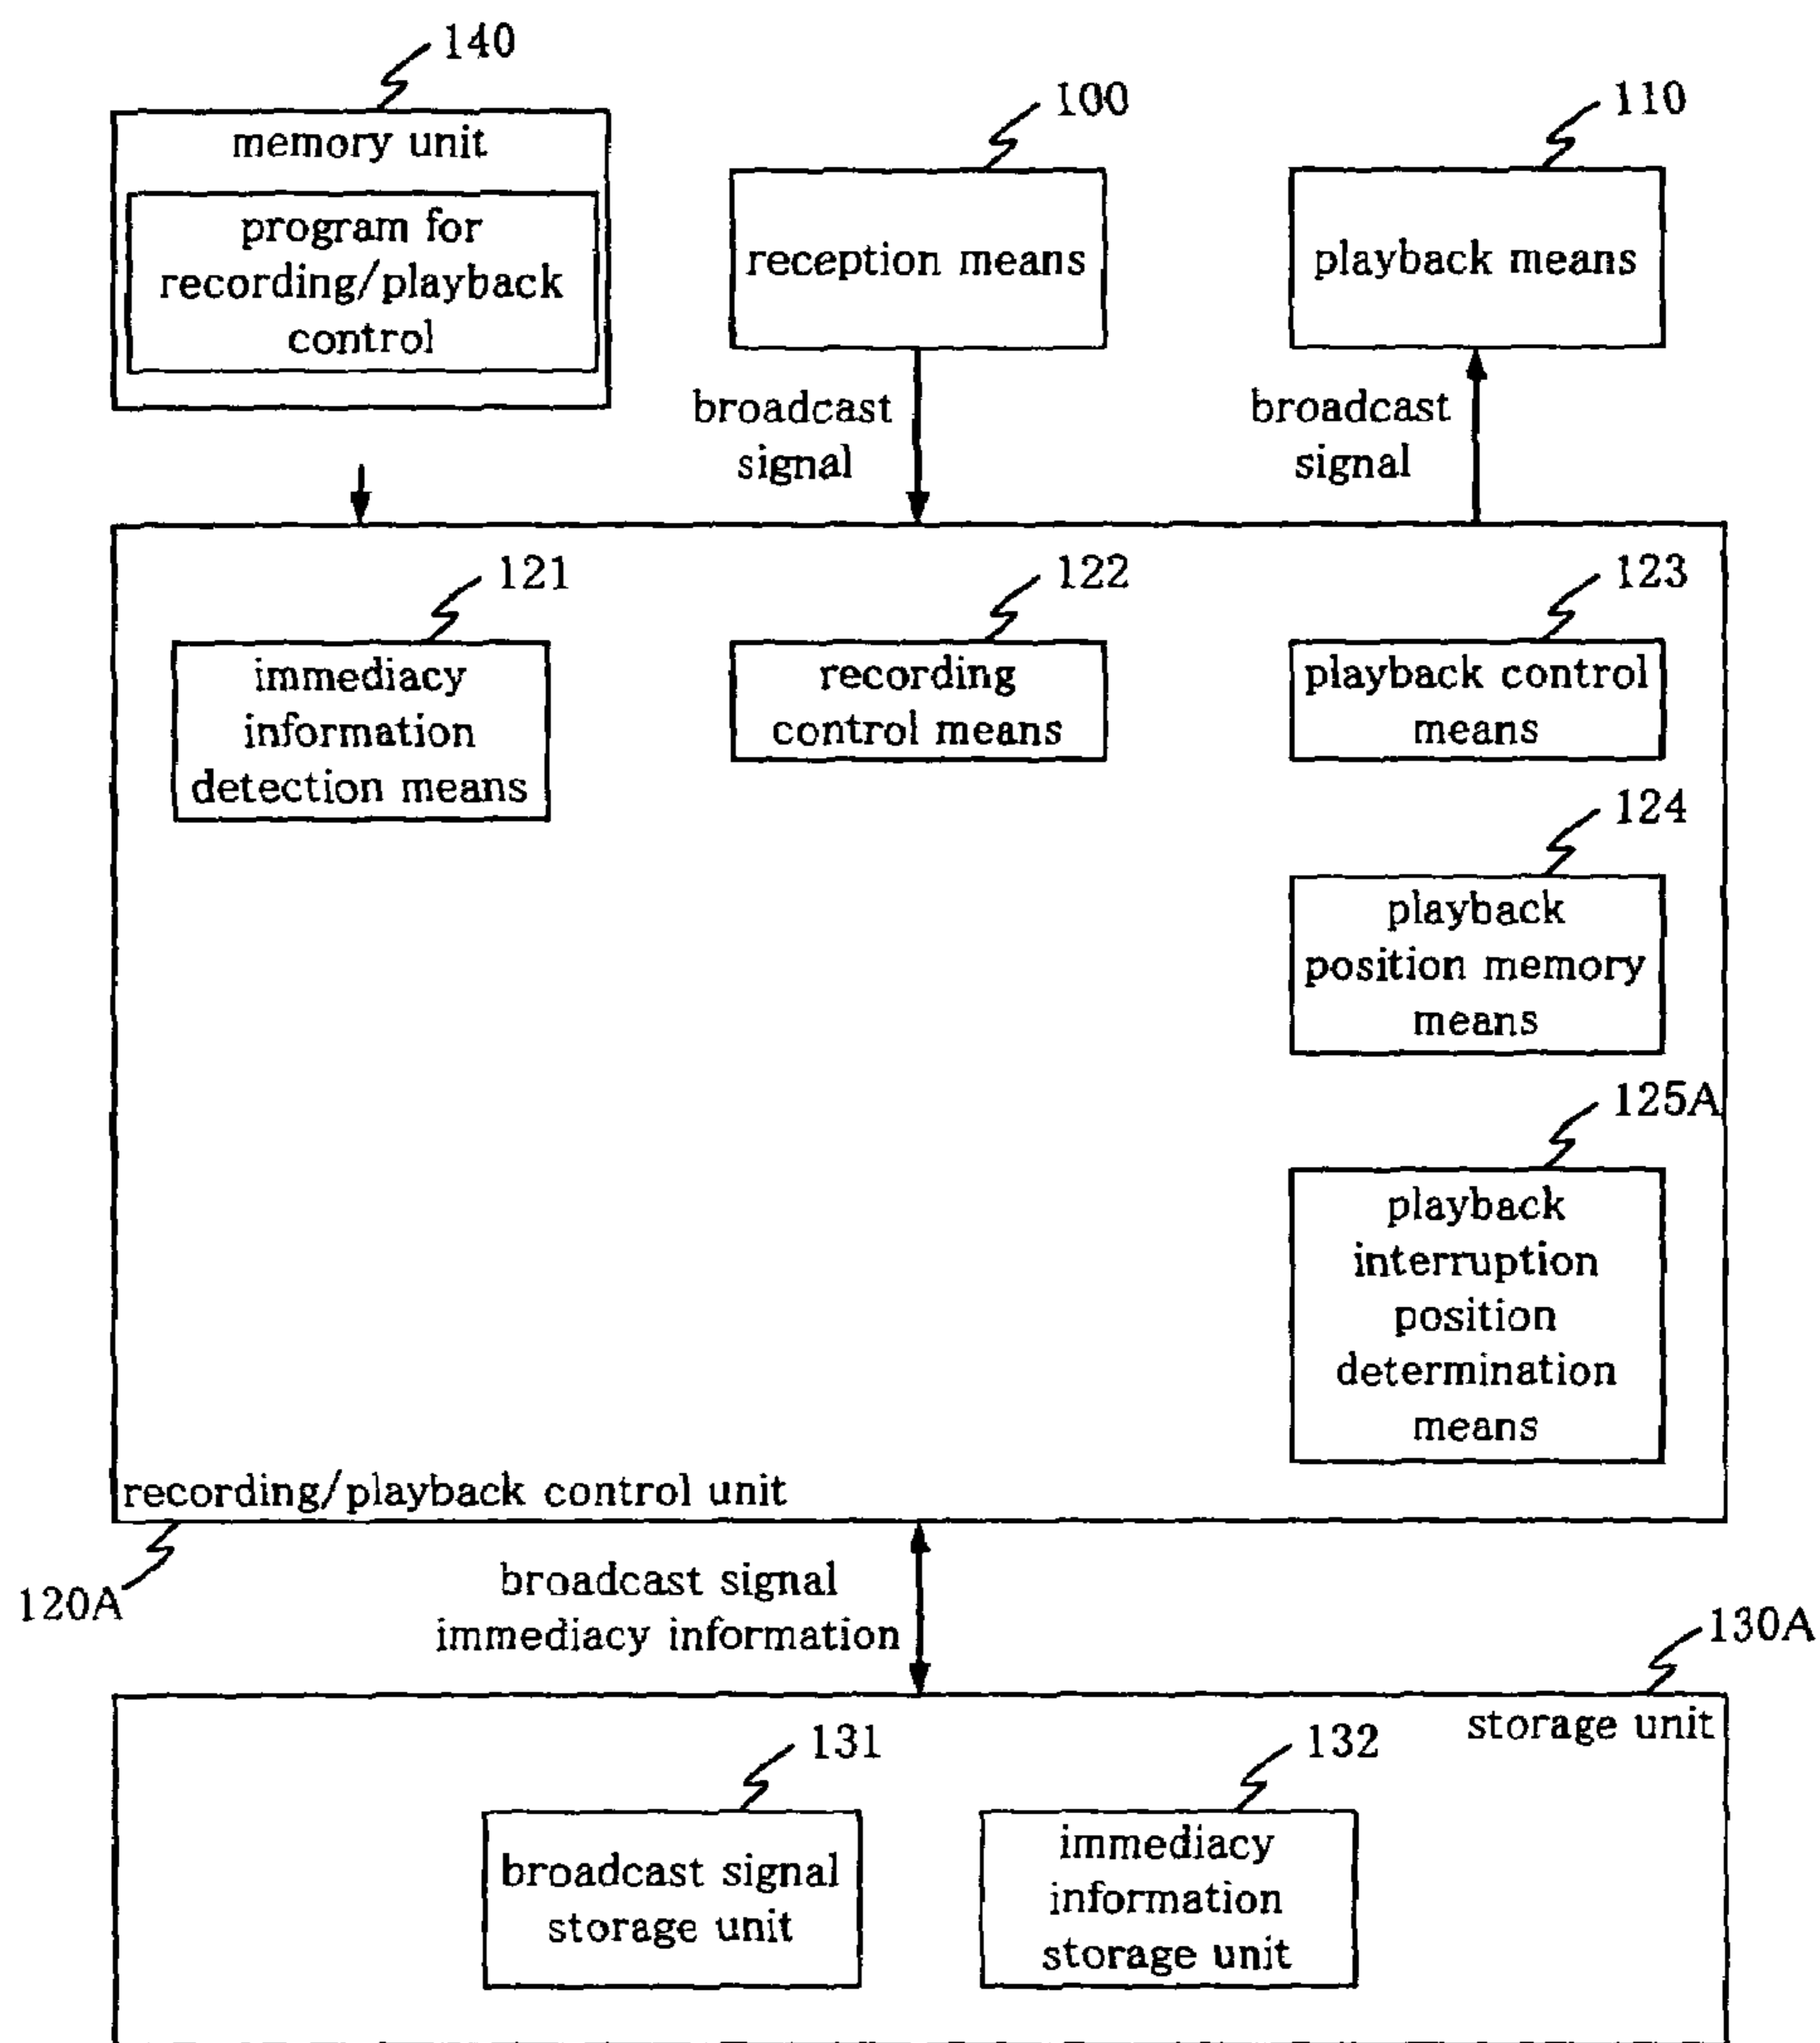 140
memory unit
program for
recording/playback
control
100
reception means
110
playback means
broadcast
signal
broadcast
signal
121
immediacy
information
detection means
122
recording
control means
123
playback control
means
124
playback
position memory
means
125A
playback
interruption
position
determination
means
recording/playback control unit
120A
broadcast signal
immediacy information
130A
storage unit
131
broadcast signal
storage unit
132
immediacy
information
storage unit